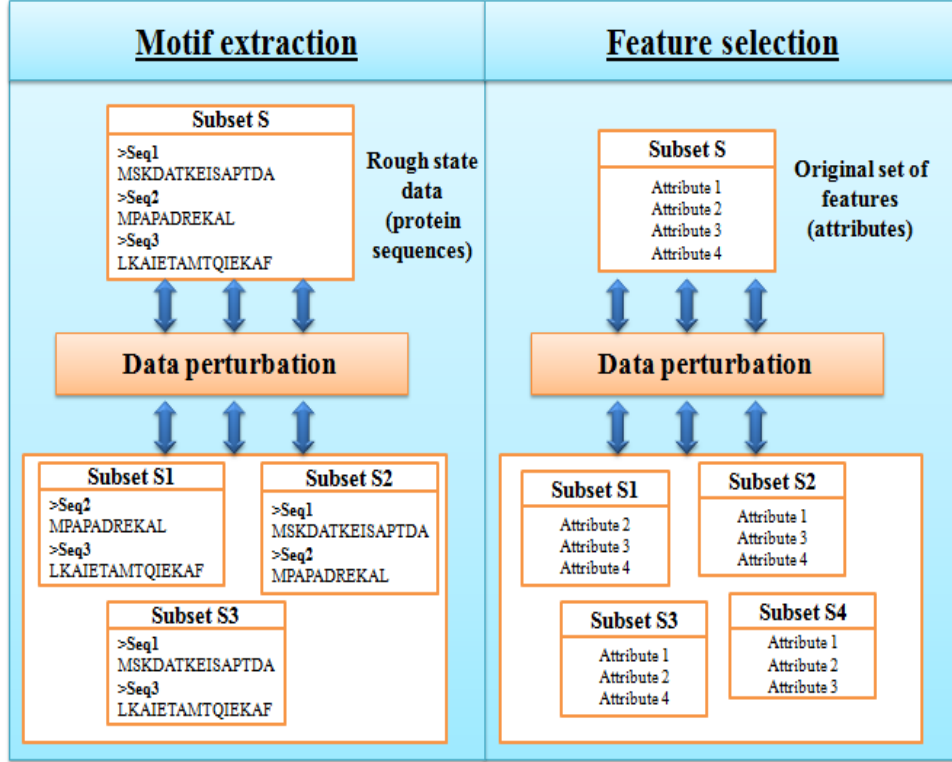 Motif extraction
Subset S
>Seq1
MSKDATKEISAPTDA
>Seq2
MPAPADREKAL
>Seq3
LKAIETAMTQIEKAF
Rough state
data
(protein
sequences)
Data perturbation
Subset S1
>Seq2
MPAPADREKAL
>Seq3
LKAIETAMTQIEKAF
Subset S2
>Seq1
MSKDATKEISAPTDA
>Seq2
MPAPADREKAL
Subset S3
>Seq1
MSKDATKEISAPTDA
>Seq3
LKAIETAMTQIEKAF
Feature selection
Subset S
Attribute 1
Attribute 2
Attribute 3
Attribute 4
Original set of
features
(attributes)
Data perturbation
Subset S1
Attribute 2
Attribute 3
Attribute 4
Subset S2
Attribute 1
Attribute 3
Attribute 4
Subset S3
Attribute 1
Attribute 2
Attribute 4
Subset S4
Attribute 1
Attribute 2
Attribute 3